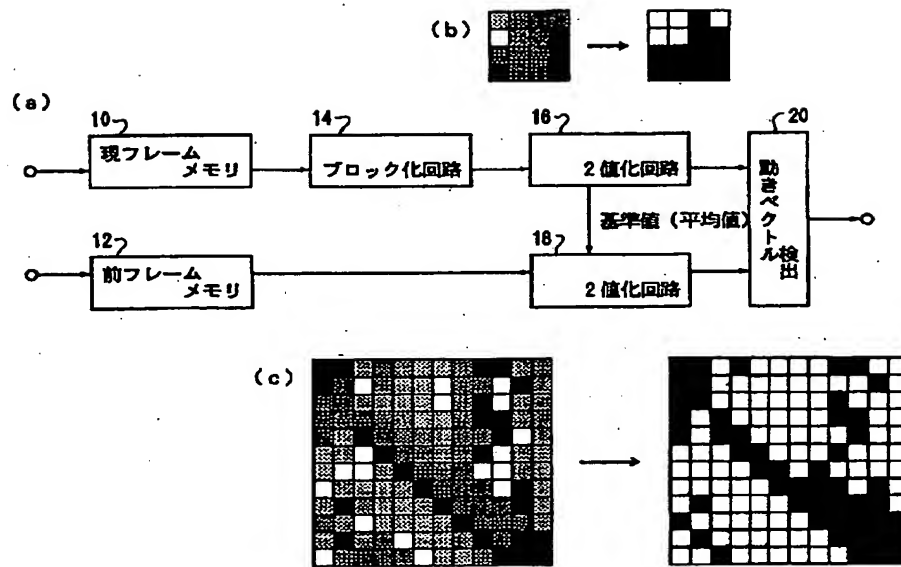 (b)
(a)
10
14
16
20
現フレーム
メモリ
ブロック化回路
2値化回路
動きベクトル
検出
基準値(平均値)
12
18
前フレーム
メモリ
2値化回路
(c)